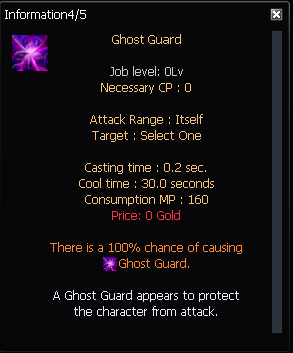 Information4/5
Ghost Guard
Job level: 0Lv
Necessary CP : 0
Attack Range : Itself
Target : Select One
Casting time : 0.2 sec.
Cool time : 30.0 seconds
Consumption MP : 160
Price: 0 Gold
There is a 100% chance of causing
Ghost Guard.
A Ghost Guard appears to protect
the character from attack.